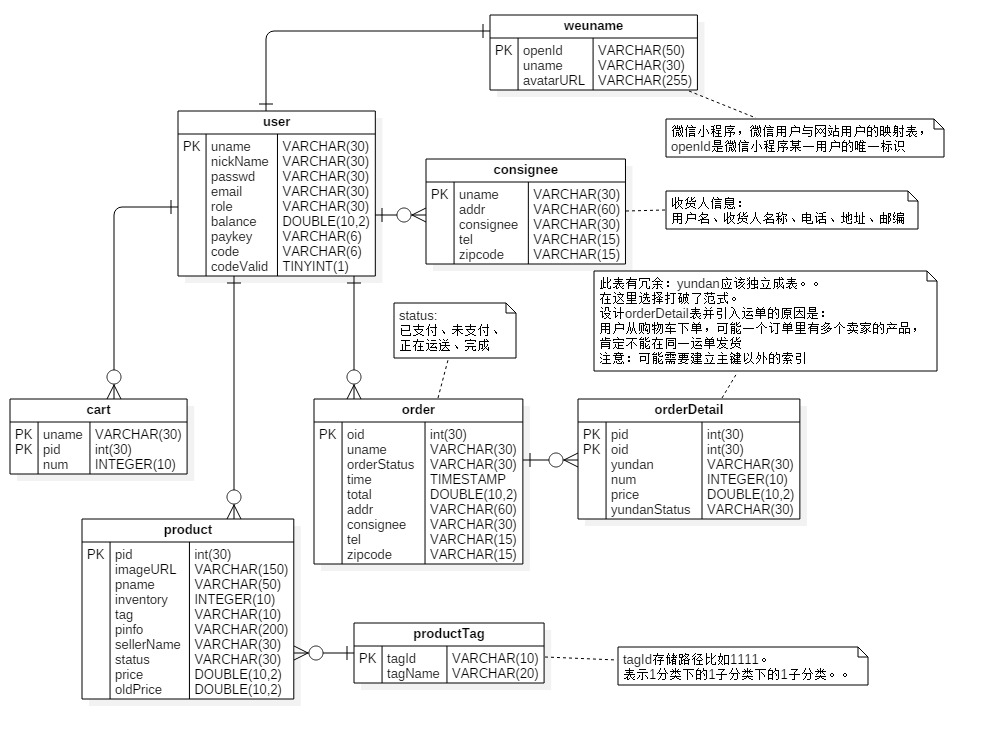 weuname
PK openId VARCHAR(50)
uname VARCHAR(30)
avatarURL VARCHAR(255)
微信小程序，微信用户与网站用户的映射表，
openId是微信小程序某一用户的唯一标识
user
PK uname VARCHAR(30)
nickName VARCHAR(30)
passwd VARCHAR(30)
email VARCHAR(30)
role VARCHAR(30)
balance DOUBLE(10,2)
paykey VARCHAR(6)
code VARCHAR(6)
codeValid TINYINT(1)
consignee
PK uname VARCHAR(30)
addr VARCHAR(60)
consignee VARCHAR(30)
tel VARCHAR(15)
zipcode VARCHAR(15)
收货人信息：
用户名、收货人名称、电话、地址、邮编
此表有冗余：yundan应该独立成表。。
在这里选择打破了范式。
设计orderDetail表并引入运单的原因是：
用户从购物车下单，可能一个订单里有多个卖家的产品，
肯定不能在同一运单发货
注意：可能需要建立主键以外的索引
status:
已支付、未支付、
正在运送、完成
cart
PK uname VARCHAR(30)
PK pid int(30)
num INTEGER(10)
order
PK oid int(30)
uname VARCHAR(30)
orderStatus VARCHAR(30)
time TIMESTAMP
total DOUBLE(10,2)
addr VARCHAR(60)
consignee VARCHAR(30)
tel VARCHAR(15)
zipcode VARCHAR(15)
orderDetail
PK pid int(30)
PK oid int(30)
yundan VARCHAR(30)
num INTEGER(10)
price DOUBLE(10,2)
yundanStatus VARCHAR(30)
product
PK pid int(30)
imageURL VARCHAR(150)
pname VARCHAR(50)
inventory INTEGER(10)
tag VARCHAR(10)
pinfo VARCHAR(200)
sellerName VARCHAR(30)
status VARCHAR(30)
price DOUBLE(10,2)
oldPrice DOUBLE(10,2)
productTag
PK tagId VARCHAR(10)
tagName VARCHAR(20)
tagId存储路径比如1111。
表示1分类下的1子分类下的1子分类。。